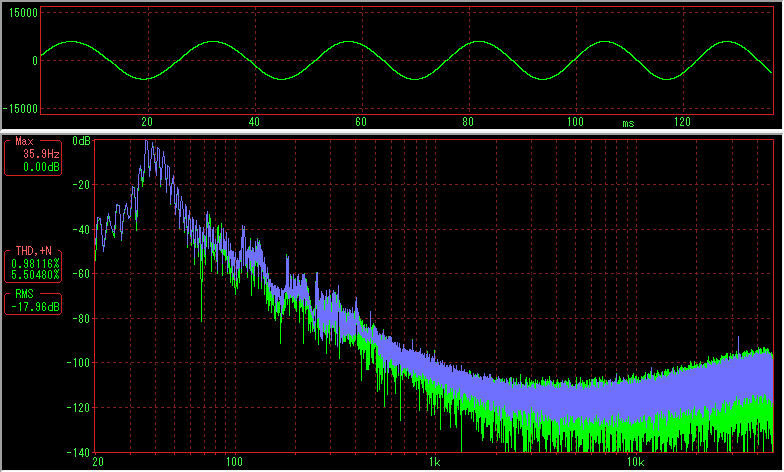 15000
0
-15000
20 40 60 80 100 ms 120
Max
35.9Hz
0.00dB
0dB
-20
-40
-60
-80
-100
-120
-140
THD,+N
0.98116%
5.50480%
RMS
-17.96dB
20 100 1k 10k